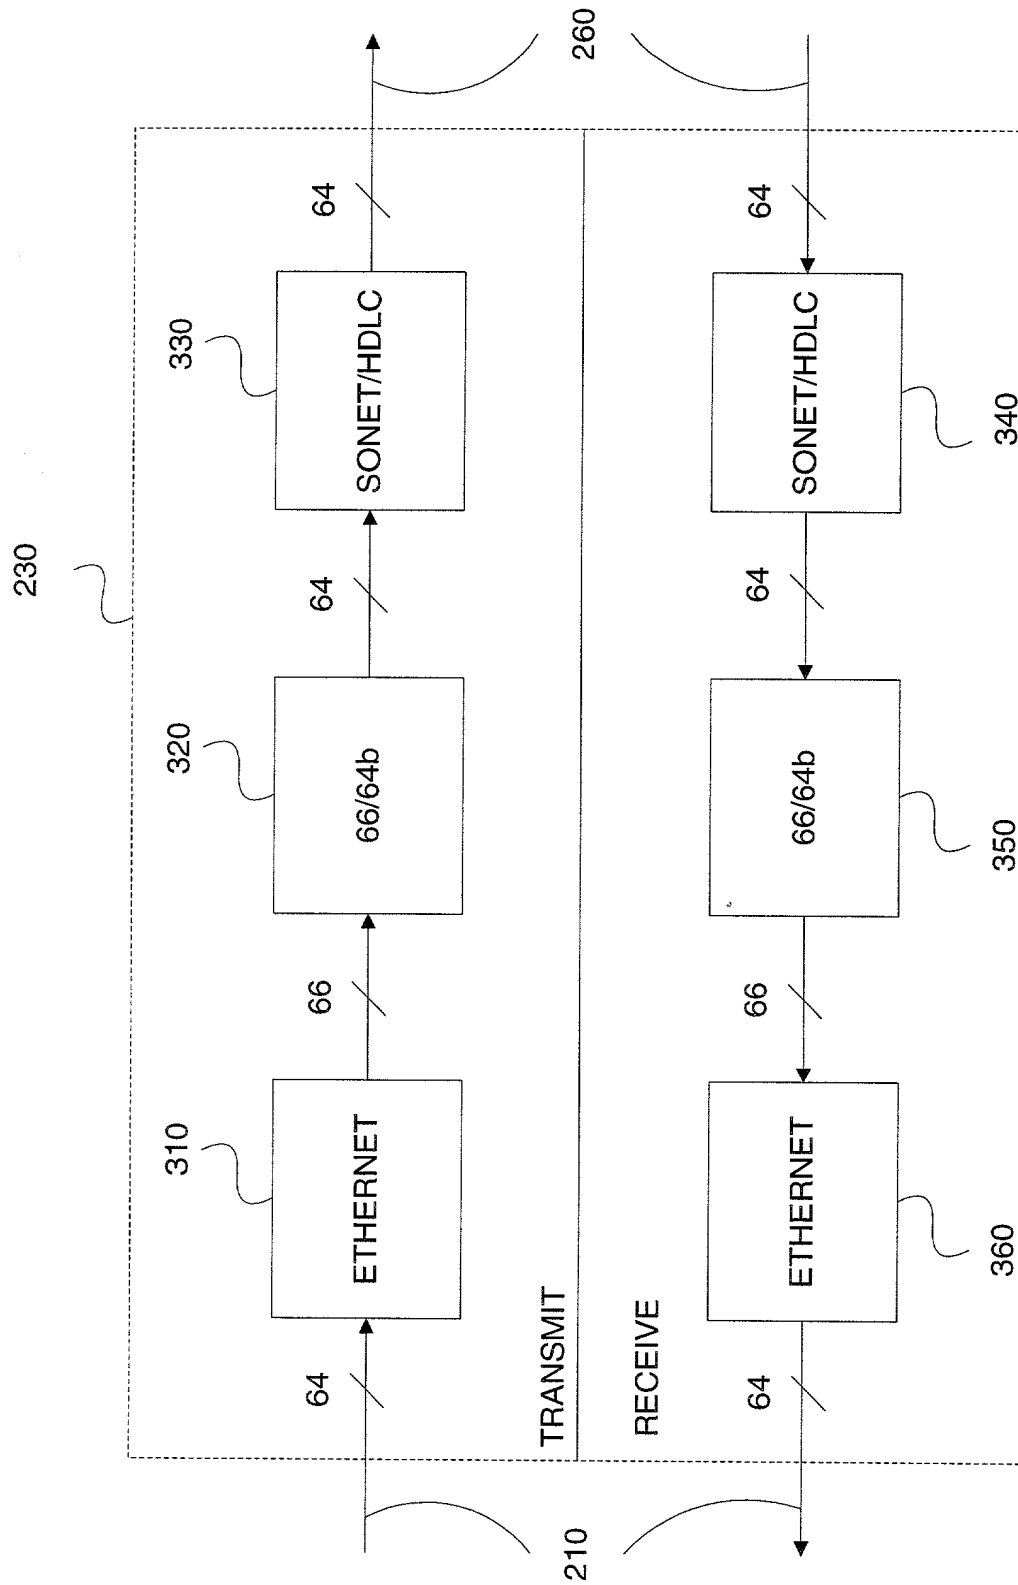 230
310
320
330
64
66
64
64
ETHERNET
66/64b
SONET/HDLC
TRANSMIT
210
260
RECEIVE
64
66
64
64
ETHERNET
66/64b
SONET/HDLC
360
350
340